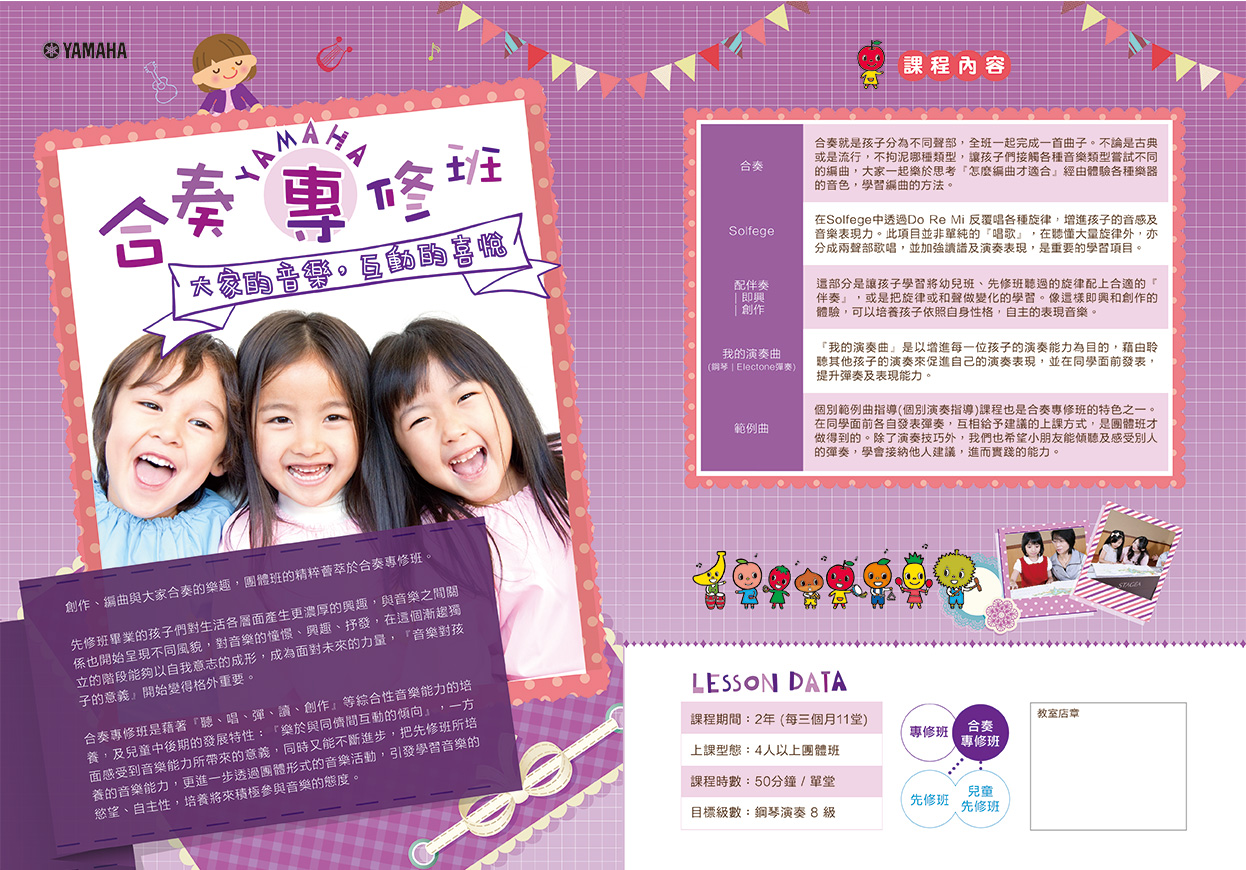 YAMAHA
YAMAHA
合奏專修班
大家的音樂。互動的喜悅
創作、編曲與大家合奏的樂趣，團體班的精粹薈萃於合奏專修班。
先修班畢業的孩子們對生活各層面產生更濃厚的興趣，與音樂之間關
係也開始呈現不同風貌，對音樂的憧憬、興趣、抒發，在這個漸趨獨
立的階段能夠以自我意志的成形，成為面對未來的力量，『音樂對孩
子的意義』開始變得格外重要。
合奏專修班是藉著『聽、唱、彈、讀、創作』等綜合性音樂能力的培
養，及兒童中後期的發展特性：『樂於與同儕間互動的傾向』，一方
面感受到音樂能力所帶來的意義，同時又能不斷進步，把先修班所培
養的音樂能力，更進一步透過團體形式的音樂活動，引發學習音樂的
慾望、自主性，培養將來積極參與音樂的態度。
課程內容
合奏
合奏就是孩子分為不同聲部，全班一起完成一首曲子。不論是古典
或是流行，不拘泥哪種類型，讓孩子們接觸各種音樂類型嘗試不同
的編曲，大家一起樂於思考『怎麼編曲才適合』經由體驗各種樂器
的音色，學習編曲的方法。
Solfege
在Solfege中透過Do Re Mi 反覆唱各種旋律，增進孩子的音感及
音樂表現力。此項目並非單純的『唱歌』，在聽懂大量旋律外，亦
分成兩聲部歌唱，並加強讀譜及演奏表現，是重要的學習項目。
配伴奏
｜即興
｜創作
這部分是讓孩子學習將幼兒班、先修班聽過的旋律配上合適的『
伴奏』，或是把旋律或和聲做變化的學習。像這樣即興和創作的
體驗，可以培養孩子依照自身性格，自主的表現音樂。
我的演奏曲
(鋼琴｜Electone彈奏)
『我的演奏曲』是以增進每一位孩子的演奏能力為目的，藉由聆
聽其他孩子的演奏來促進自己的演奏表現，並在同學面前發表，
提升彈奏及表現能力。
範例曲
個別範例曲指導(個別演奏指導)課程也是合奏專修班的特色之一。
在同學面前各自發表彈奏，互相給予建議的上課方式，是團體班才
做得到的。除了演奏技巧外，我們也希望小朋友能傾聽及感受別人
的彈奏，學會接納他人建議，進而實踐的能力。
STAGEA
LESSON DATA
課程期間：2年 (每三個月11堂)
上課型態：4人以上團體班
課程時數：50分鐘 / 單堂
目標級數：鋼琴演奏 8 級
專修班
合奏
專修班
先修班
兒童
先修班
教室店章